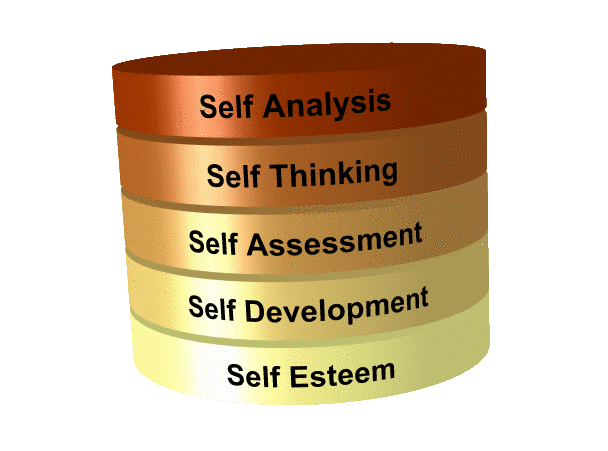 Self Analysis
Self Thinking
Self Assessment
Self Development
Self Esteem